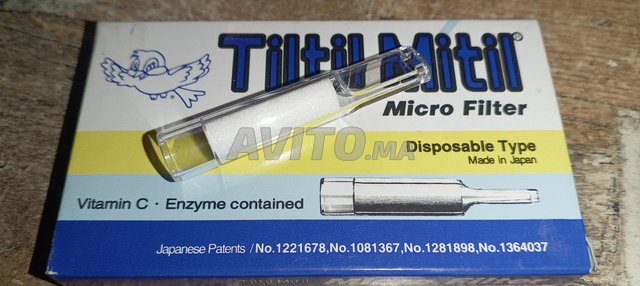 Tiltil Mitil®
Micro Filter
AVITO.ma
Disposable Type
Made in Japan
Vitamin C · Enzyme contained
Japanese Patents / No.1221678,No.1081367,No.1281898,No.1364037